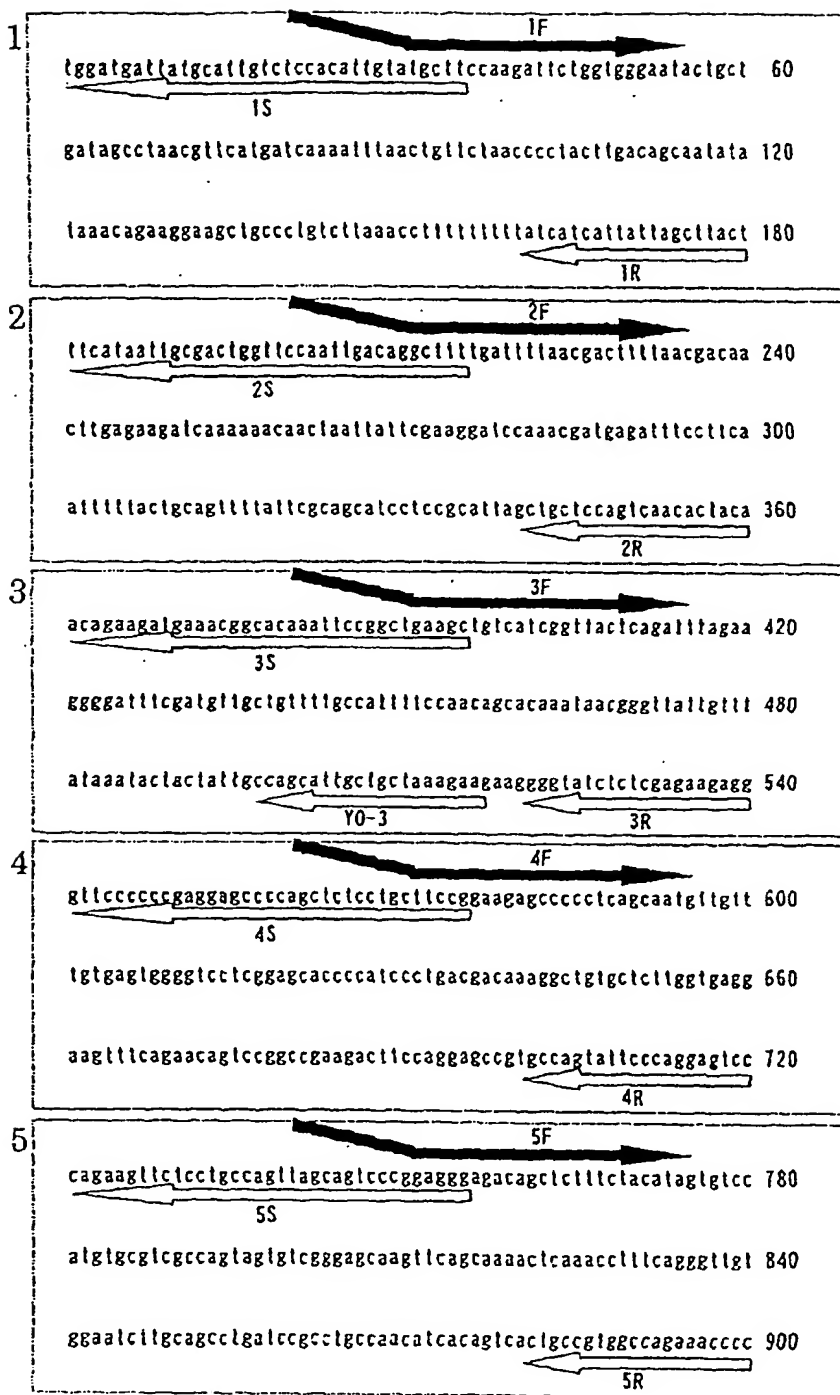 1
1F
tggatgattatgcattgtctccacattgtatgcttccaagattctggtgggaatactgct 60
1S
gatagcctaacgttcatgatcaaaatttaactgttctaacccctacttgacagcaatata 120
taaacagaaggaagctgccctgtcttaaacctttttttttatcatcattattagcttact 180
1R
2
2F
ttcataattgcgactggttccaattgacaggcttttgattttaacgacttttaacgacaa 240
2S
cttgagaagatcaaaaaacaactaattattcgaaggatccaaacgatgagatttccttca 300
atttttactgcagttttattcgcagcatcctccgcattagctgctccagtcaacactaca 360
2R
3
3F
acagaagatgaaacggcacaaattccggctgaagctgtcatcggttactcagatttagaa 420
3S
ggggatttcgatgttgctgttttgccattttccaacagcacaaataacgggttattgttt 480
ataaatactactattgccagcattgctgctaaagaagaaggggtatctctcgagaagagg 540
YO-3 3R
4
4F
gttccccccgaggagccccagctctcctgcttccggaagagccccctcagcaatgttgtt 600
4S
tgtgagtggggtcctcggagcaccccatccctgacgacaaaggctgtgctcttggtgagg 660
aagtttcagaacagtccggccgaagacttccaggagccgtgccagtattcccaggagtcc 720
4R
5
5F
cagaagttctcctgccagttagcagtcccggagggagacagctctttctacatagtgtcc 780
5S
atgtgcgtcgccagtagtgtcgggagcaagttcagcaaaactcaaacctttcagggttgt 840
ggaatcttgcagcctgatccgcctgccaacatcacagtcactgccgtggccagaaacccc 900
5R